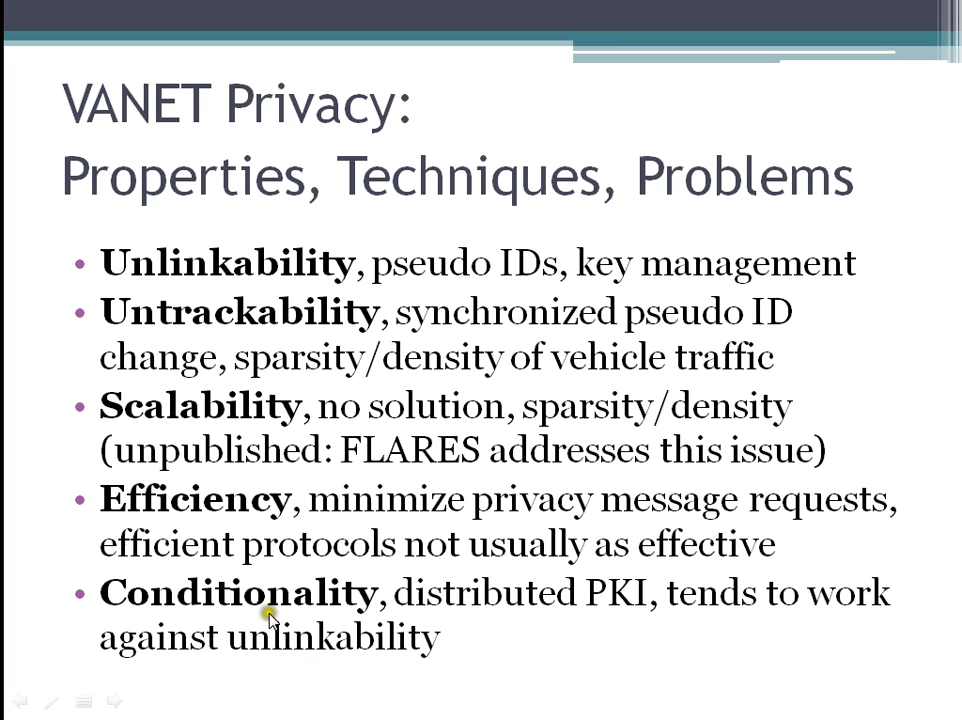 VANET Privacy:
Properties, Techniques, Problems
• Unlinkability, pseudo IDs, key management
• Untrackability, synchronized pseudo ID
change, sparsity/density of vehicle traffic
• Scalability, no solution, sparsity/density
(unpublished: FLARES addresses this issue)
• Efficiency, minimize privacy message requests,
efficient protocols not usually as effective
• Conditionality, distributed PKI, tends to work
against unlinkability